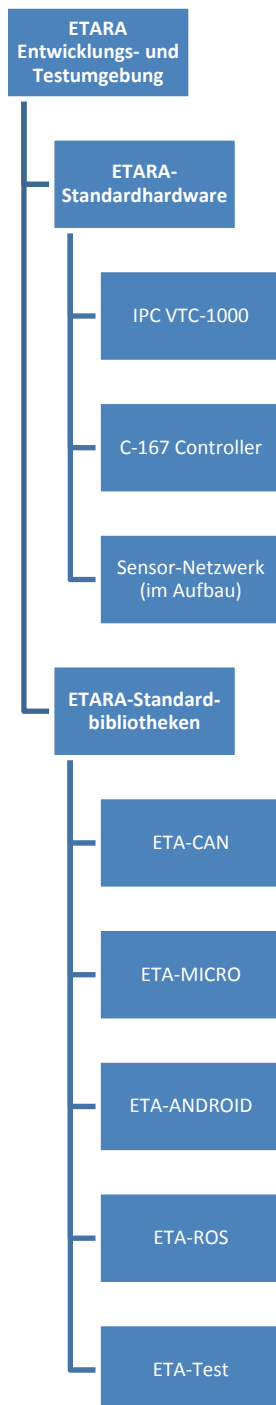 ETARA
Entwicklungs- und
Testumgebung
ETARA-
Standardhardware
IPC VTC-1000
C-167 Controller
Sensor-Netzwerk
(im Aufbau)
ETARA-Standard-
bibliotheken
ETA-CAN
ETA-MICRO
ETA-ANDROID
ETA-ROS
ETA-Test